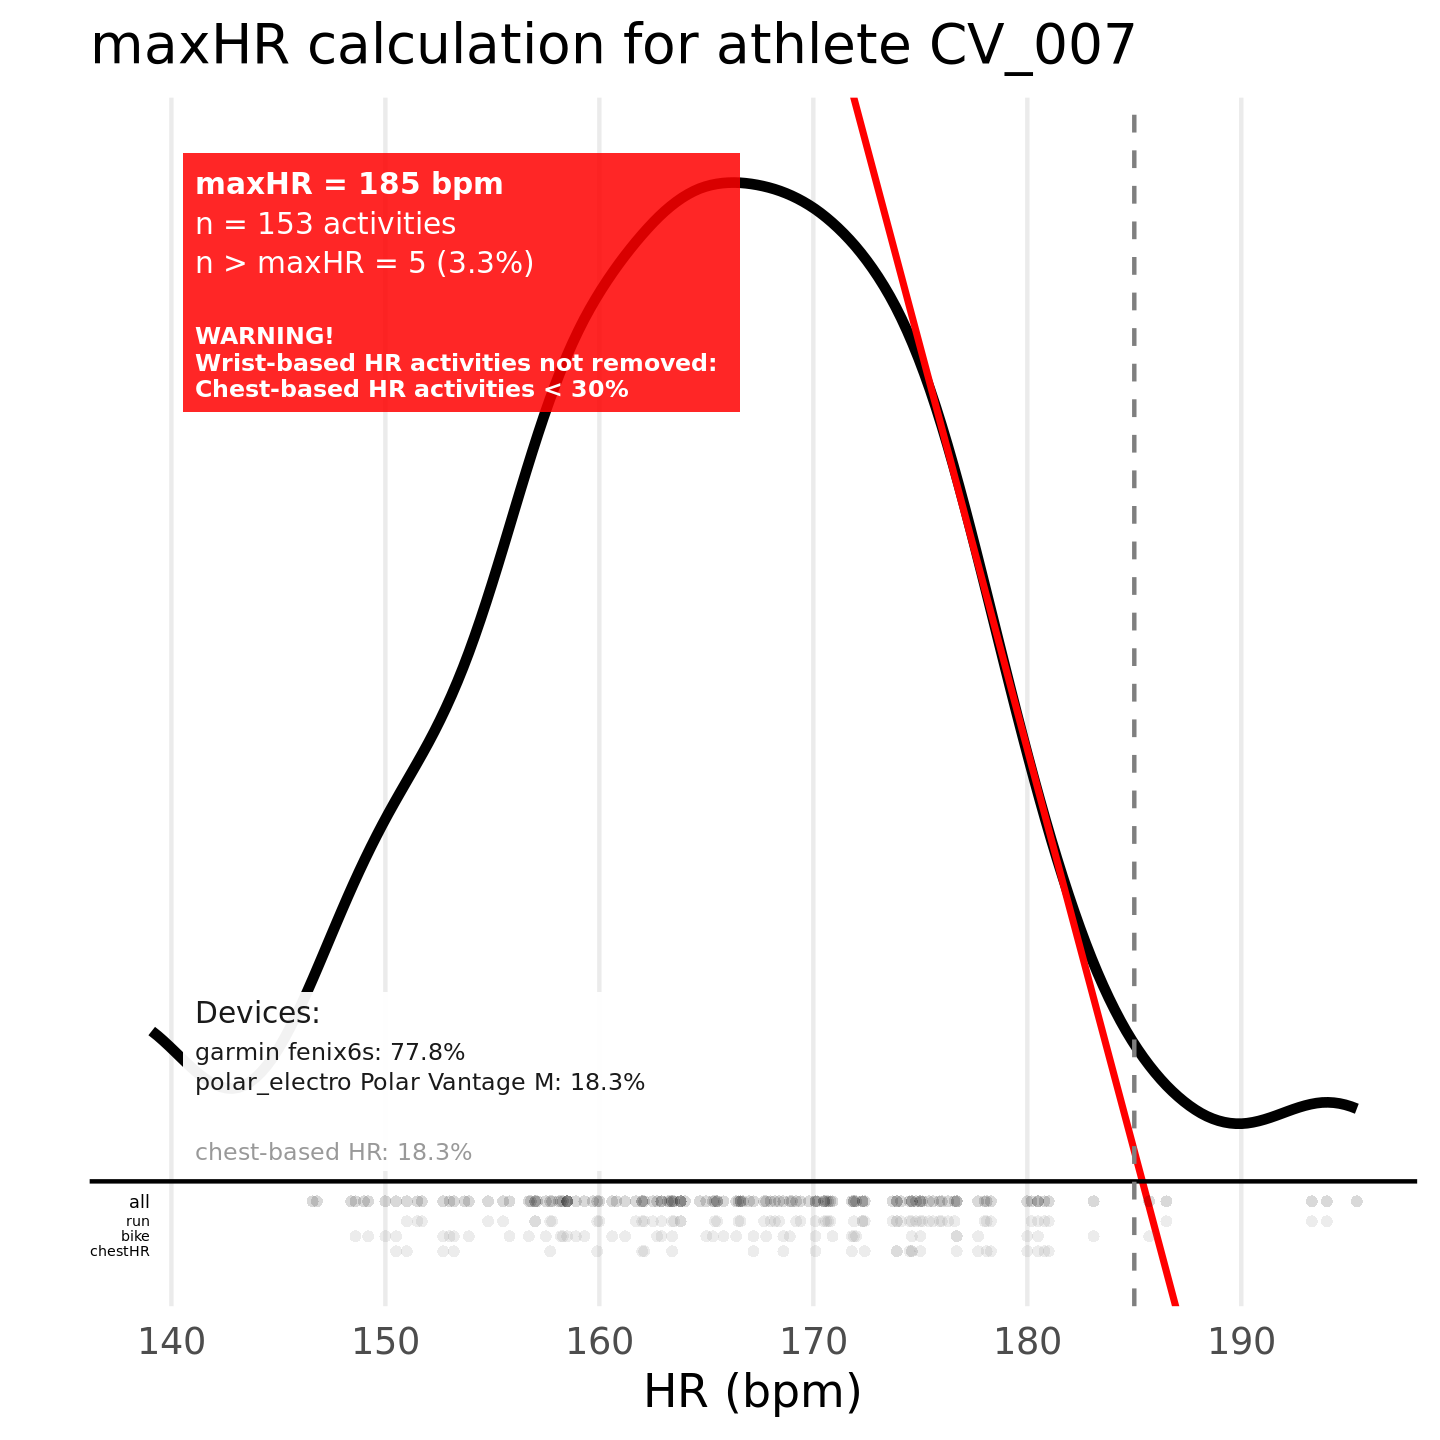 maxHR calculation for athlete CV_007
maxHR = 185 bpm
n = 153 activities
n > maxHR = 5 (3.3%)
WARNING!
Wrist-based HR activities not removed:
Chest-based HR activities < 30%
Devices:
garmin fenix6s: 77.8%
polar_electro Polar Vantage M: 18.3%
chest-based HR: 18.3%
all
run
bike
chestHR
140 150 160 170 180 190
HR (bpm)